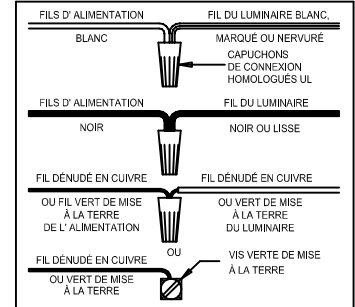 FILS D' ALIMENTATION
FIL DU LUMINAIRE BLANC,
BLANC
MARQUÉ OU NERVURÉ
CAPUCHONS
DE CONNEXION
HOMOLOGUÉS UL
FILS D' ALIMENTATION
FIL DU LUMINAIRE
NOIR
NOIR OU LISSE
FIL DÉNUDÉ EN CUIVRE
FIL DÉNUDÉ EN CUIVRE
OU FIL VERT DE MISE
À LA TERRE
DE L' ALIMENTATION
OU VERT DE MISE
À LA TERRE
DU LUMINAIRE
OU
FIL DÉNUDÉ EN CUIVRE
OU VERT DE MISE
À LA TERRE
VIS VERTE DE MISE
À LA TERRE